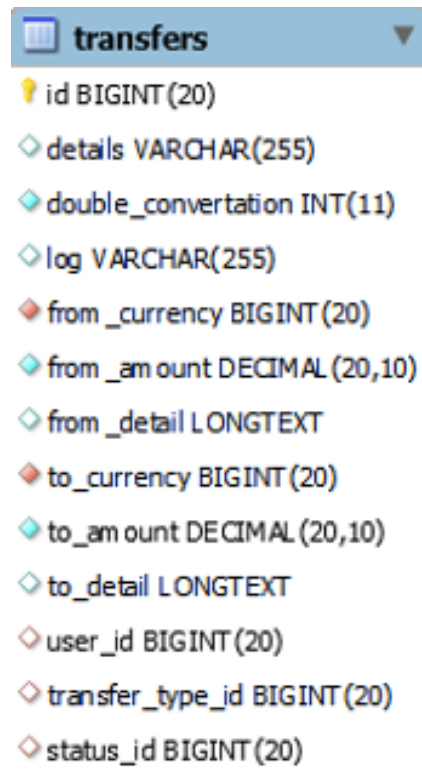 transfers
id BIGINT(20)
details VARCHAR(255)
double_convertation INT(11)
log VARCHAR(255)
from_currency BIGINT(20)
from_amount DECIMAL(20,10)
from_detail LONGTEXT
to_currency BIGINT(20)
to_amount DECIMAL(20,10)
to_detail LONGTEXT
user_id BIGINT(20)
transfer_type_id BIGINT(20)
status_id BIGINT(20)